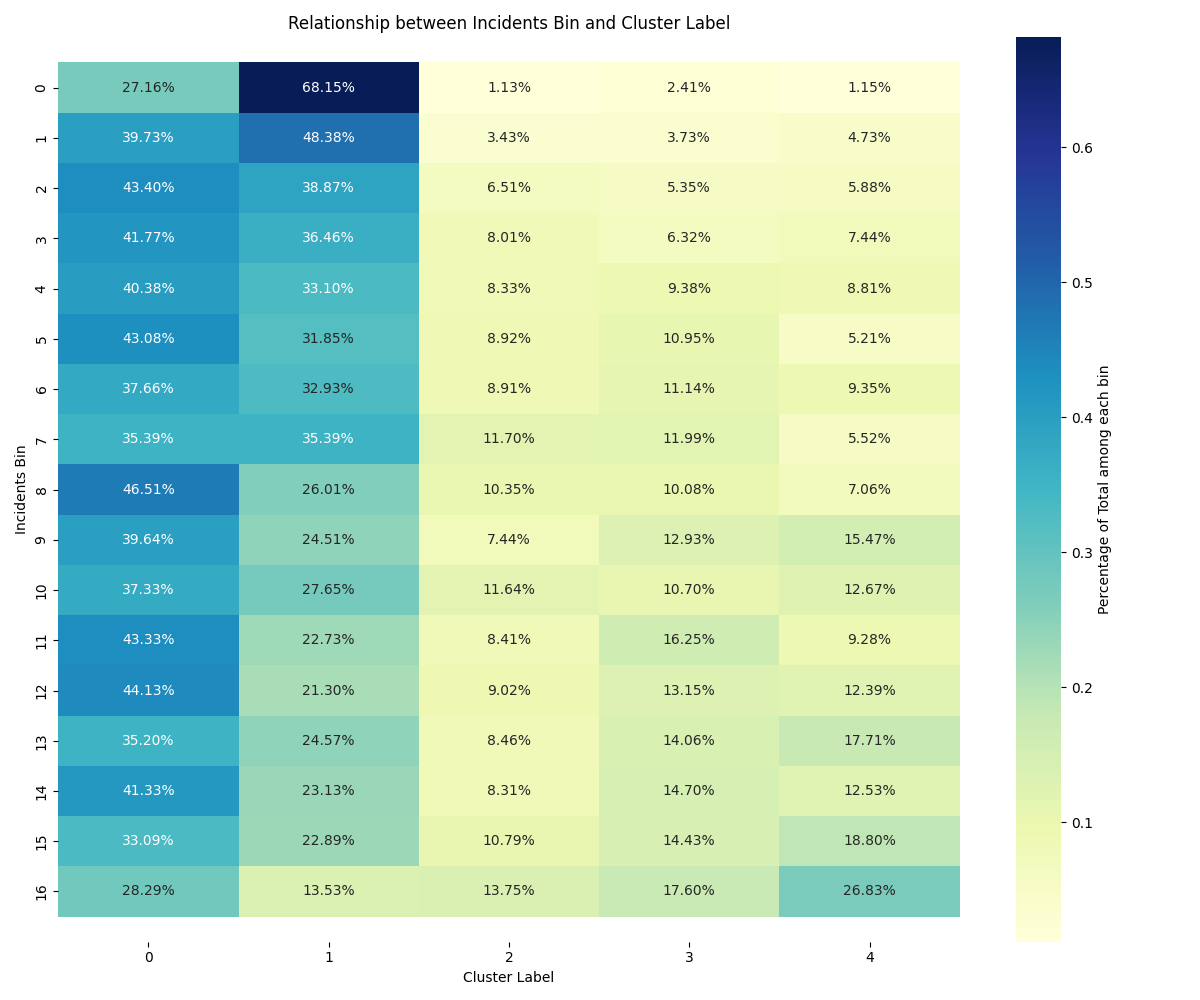 Relationship between Incidents Bin and Cluster Label
0 27.16% 68.15% 1.13% 2.41% 1.15%
1 39.73% 48.38% 3.43% 3.73% 4.73%
2 43.40% 38.87% 6.51% 5.35% 5.88%
3 41.77% 36.46% 8.01% 6.32% 7.44%
4 40.38% 33.10% 8.33% 9.38% 8.81%
5 43.08% 31.85% 8.92% 10.95% 5.21%
6 37.66% 32.93% 8.91% 11.14% 9.35%
7 35.39% 35.39% 11.70% 11.99% 5.52%
8 46.51% 26.01% 10.35% 10.08% 7.06%
9 39.64% 24.51% 7.44% 12.93% 15.47%
10 37.33% 27.65% 11.64% 10.70% 12.67%
11 43.33% 22.73% 8.41% 16.25% 9.28%
12 44.13% 21.30% 9.02% 13.15% 12.39%
13 35.20% 24.57% 8.46% 14.06% 17.71%
14 41.33% 23.13% 8.31% 14.70% 12.53%
15 33.09% 22.89% 10.79% 14.43% 18.80%
16 28.29% 13.53% 13.75% 17.60% 26.83%
0 1 2 3 4
Cluster Label
Incidents Bin
0.6
0.5
0.4
0.3
0.2
0.1
Percentage of Total among each bin